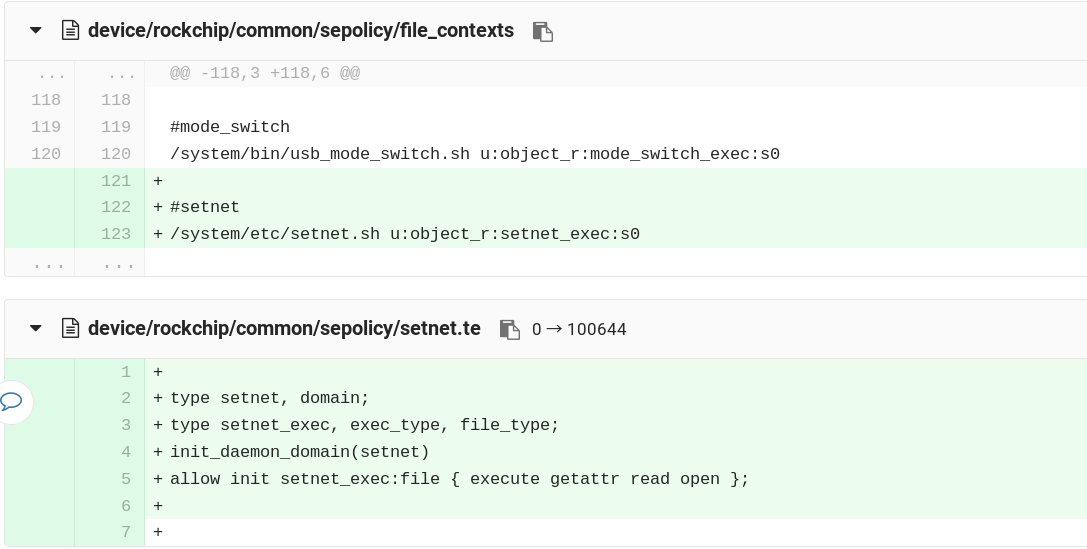 device/rockchip/common/sepolicy/file_contexts
... ... @@ -118,3 +118,6 @@
118 118
119 119 #mode_switch
120 120 /system/bin/usb_mode_switch.sh u:object_r:mode_switch_exec:s0
121 +
122 + #setnet
123 + /system/etc/setnet.sh u:object_r:setnet_exec:s0
... ...
device/rockchip/common/sepolicy/setnet.te 0 → 100644
1 +
2 + type setnet, domain;
3 + type setnet_exec, exec_type, file_type;
4 + init_daemon_domain(setnet)
5 + allow init setnet_exec:file { execute getattr read open };
6 +
7 +